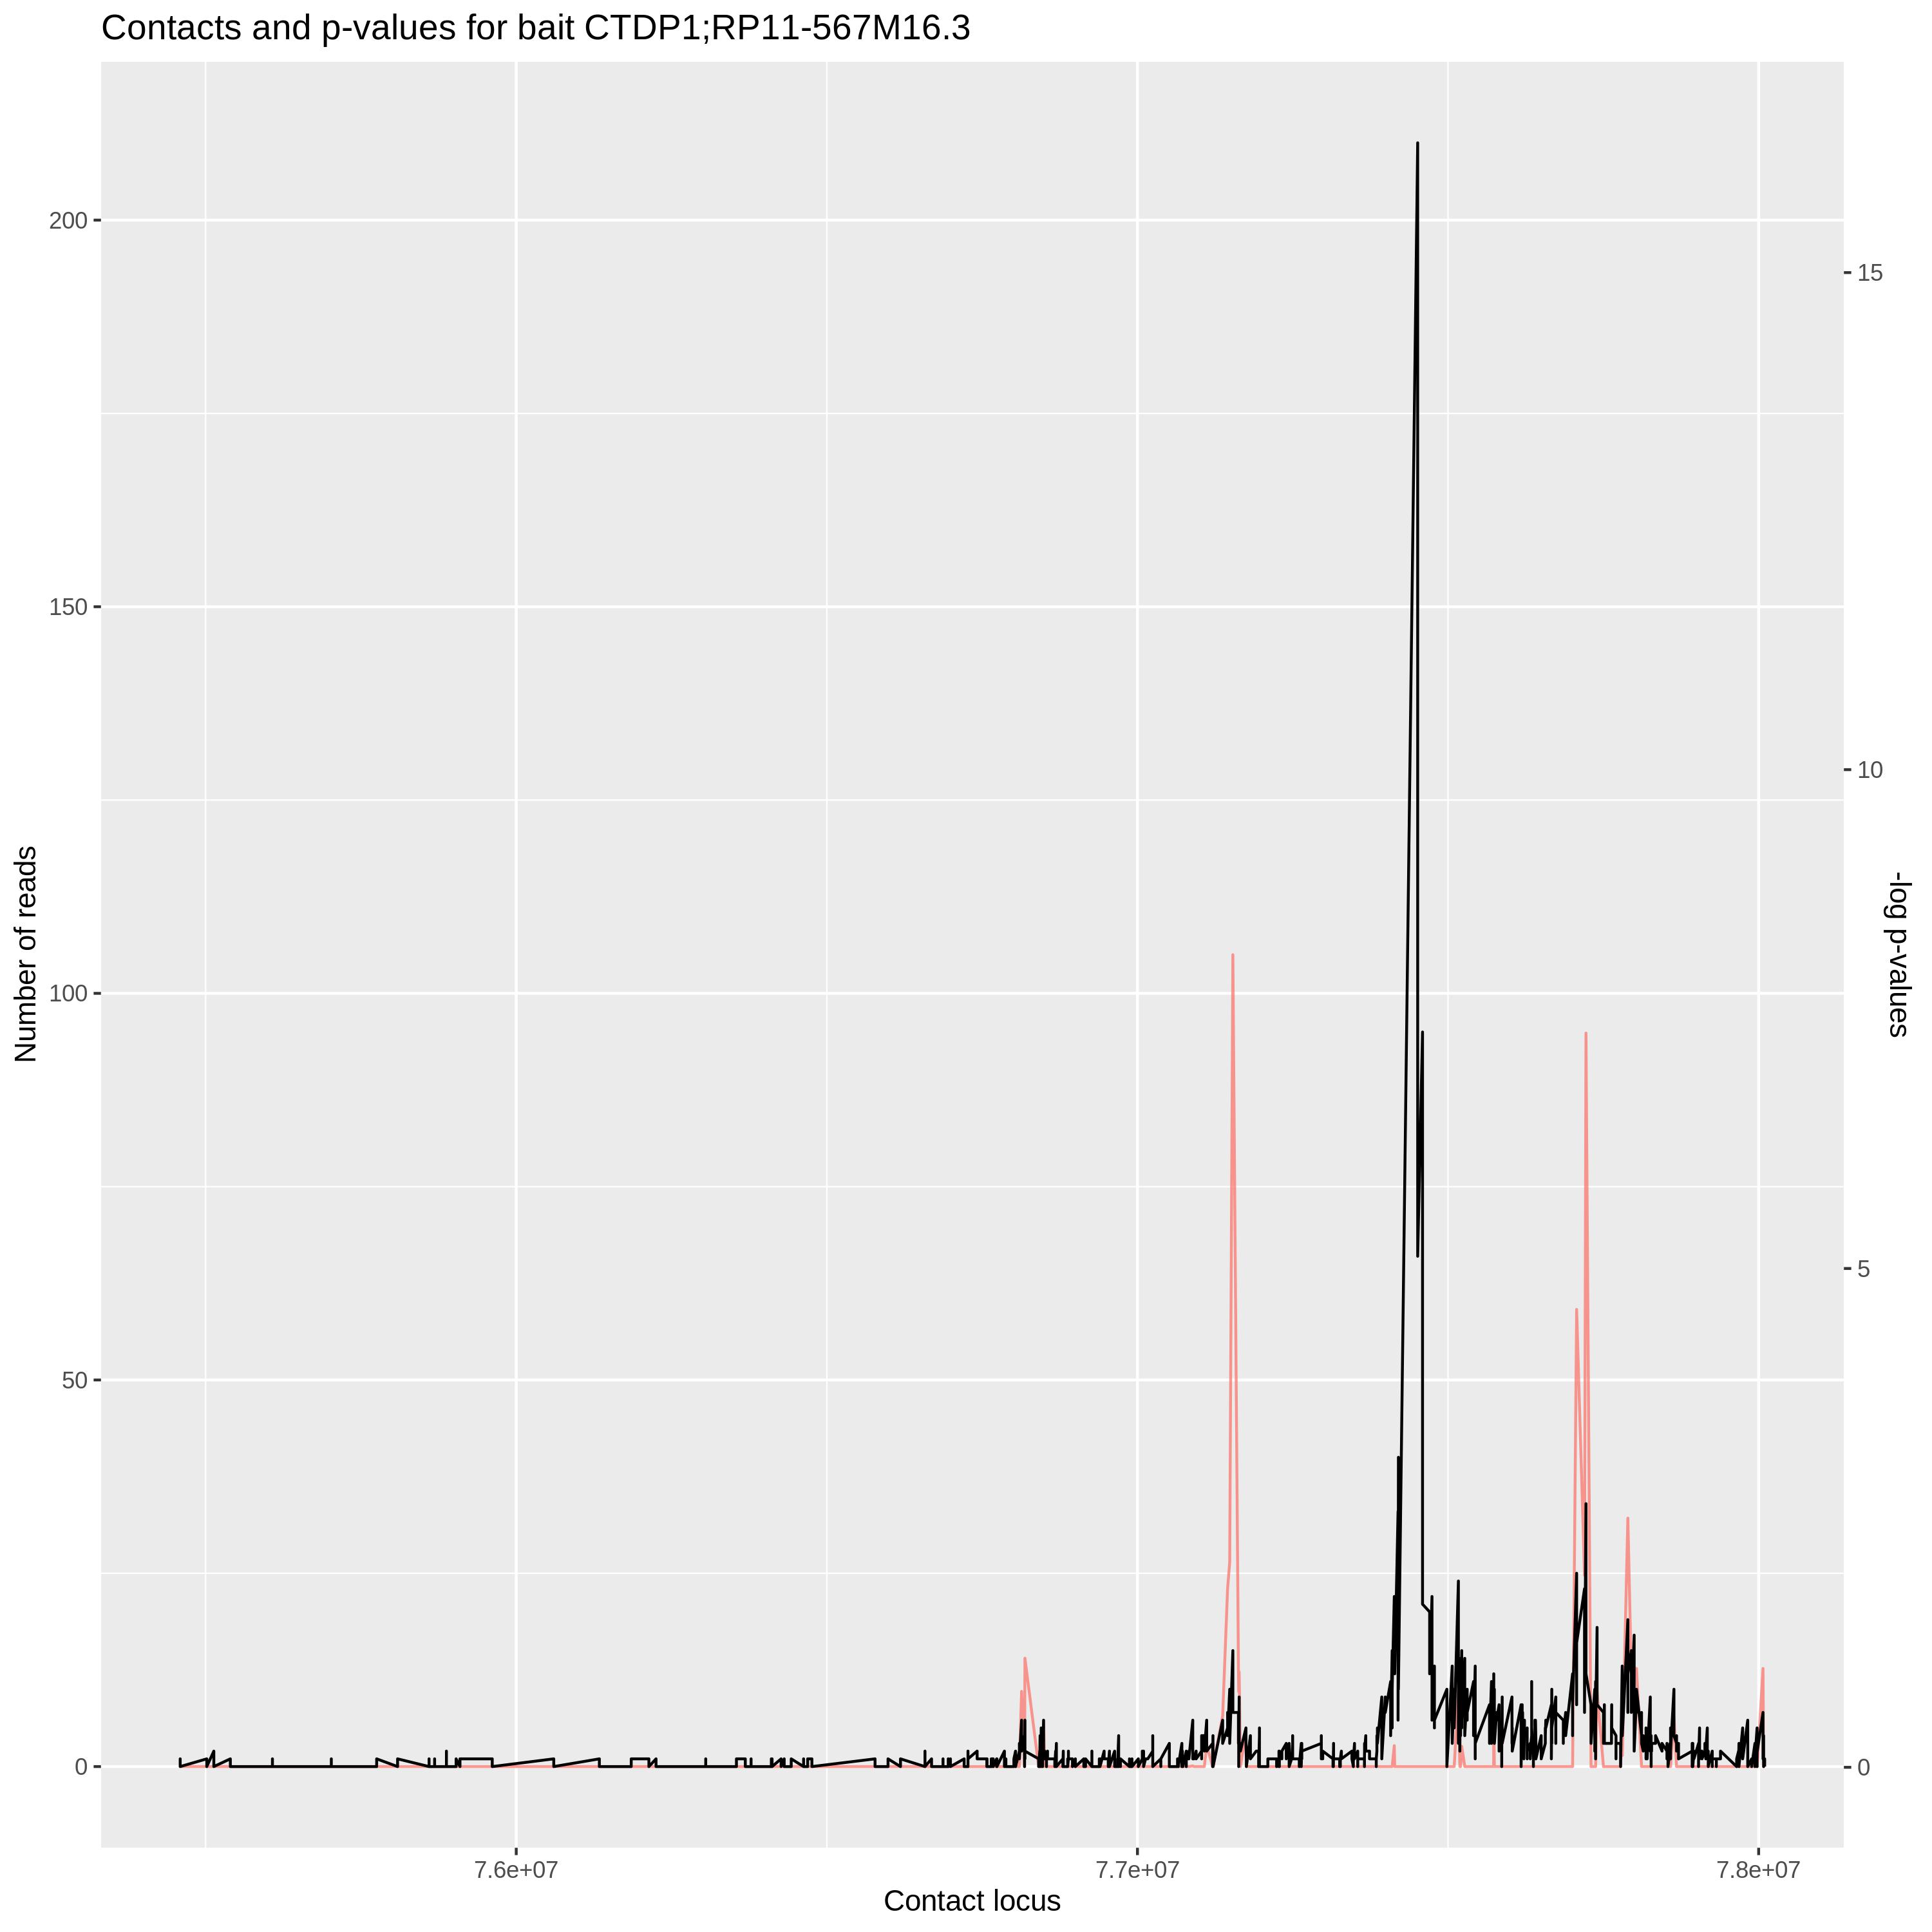 Contacts and p-values for bait CTDP1;RP11-567M16.3
200
150
100
50
0
Number of reads
15
10
5
0
-log p-values
7.6e+07
7.7e+07
7.8e+07
Contact locus